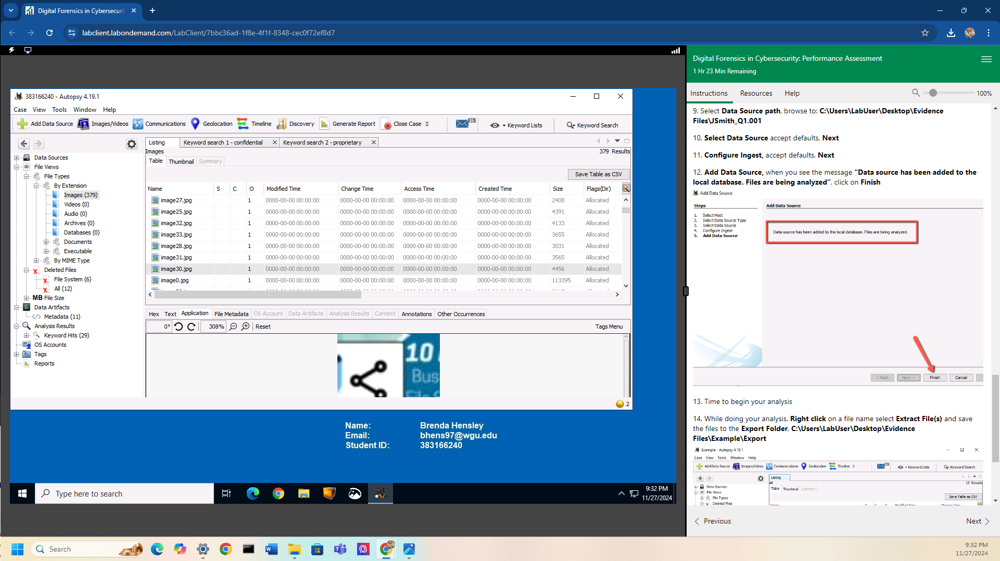 Digital Forensics in Cybersecurit
labclient.labondemand.com/LabClient/7bbc36ad-1f8e-4f1f-8348-cec0f72ef8d7
383166240 - Autopsy 4.19.1
Case View Tools Window Help
Add Data Source Images/Videos Communications Geolocation Timeline Discovery Generate Report Close Case 16 Keyword Lists Keyword Search
Data Sources
File Views
File Types
By Extension
Images (379)
Videos (0)
Audio (0)
Archives (0)
Databases (0)
Documents
Executable
By MIME Type
Deleted Files
File System (6)
All (12)
MB File Size
Data Artifacts
Metadata (11)
Analysis Results
Keyword Hits (29)
OS Accounts
Tags
Reports
Listing Keyword search 1 - confidential Keyword search 2 - proprietary
Images 379 Results
Table Thumbnail Summary
Save Table as CSV
Name S C O Modified Time Change Time Access Time Created Time Size Flags(Dir)
image27.jpg 1 0000-00-00 00:00:00 0000-00-00 00:00:00 0000-00-00 00:00:00 0000-00-00 00:00:00 2408 Allocated
image25.jpg 1 0000-00-00 00:00:00 0000-00-00 00:00:00 0000-00-00 00:00:00 0000-00-00 00:00:00 4391 Allocated
image32.jpg 1 0000-00-00 00:00:00 0000-00-00 00:00:00 0000-00-00 00:00:00 0000-00-00 00:00:00 4133 Allocated
image33.jpg 1 0000-00-00 00:00:00 0000-00-00 00:00:00 0000-00-00 00:00:00 0000-00-00 00:00:00 3655 Allocated
image28.jpg 1 0000-00-00 00:00:00 0000-00-00 00:00:00 0000-00-00 00:00:00 0000-00-00 00:00:00 3031 Allocated
image31.jpg 1 0000-00-00 00:00:00 0000-00-00 00:00:00 0000-00-00 00:00:00 0000-00-00 00:00:00 3565 Allocated
image30.jpg 1 0000-00-00 00:00:00 0000-00-00 00:00:00 0000-00-00 00:00:00 0000-00-00 00:00:00 4456 Allocated
image0.jpg 1 0000-00-00 00:00:00 0000-00-00 00:00:00 0000-00-00 00:00:00 0000-00-00 00:00:00 113395 Allocated
Hex Text Application File Metadata OS Account Data Artifacts Analysis Results Context Annotations Other Occurrences
0° 308% Reset Tags Menu
10
Bus
2
Name: Brenda Hensley
Email: bhens97@wgu.edu
Student ID: 383166240
Type here to search
9:32 PM
11/27/2024
Digital Forensics in Cybersecurity: Performance Assessment
1 Hr 23 Min Remaining
Instructions Resources Help 100%
9. Select Data Source path, browse to: C:\Users\LabUser\Desktop\Evidence
Files\JSmith_Q1.001
10. Select Data Source accept defaults, Next
11. Configure Ingest, accept defaults, Next
12. Add Data Source, when you see the message “Data source has been added to the
local database. Files are being analyzed”, click on Finish
Add Data Source
Steps
1. Select Host
2. Select Data Source Type
3. Select Data Source
4. Configure Ingest
5. Add Data Source
Add Data Source
Data source has been added to the local database. Files are being analyzed.
< Back Next > Finish Cancel
13. Time to begin your analysis
14. While doing your analysis. Right click on a file name select Extract File(s) and save
the files to the Export Folder, C:\Users\LabUser\Desktop\Evidence
Files\Example\Export
Example - Autopsy 4.19.1
Case View Tools Window Help
Add Data Source Images/Videos Communications Geolocation Timeline Keyword Lists Keyword Search
Data Sources
File Views
File Types
Deleted Files
Listing
All 12 Results
Table Thumbnail Summary
Save Table as CSV
Previous Next
Search
9:32 PM
11/27/2024